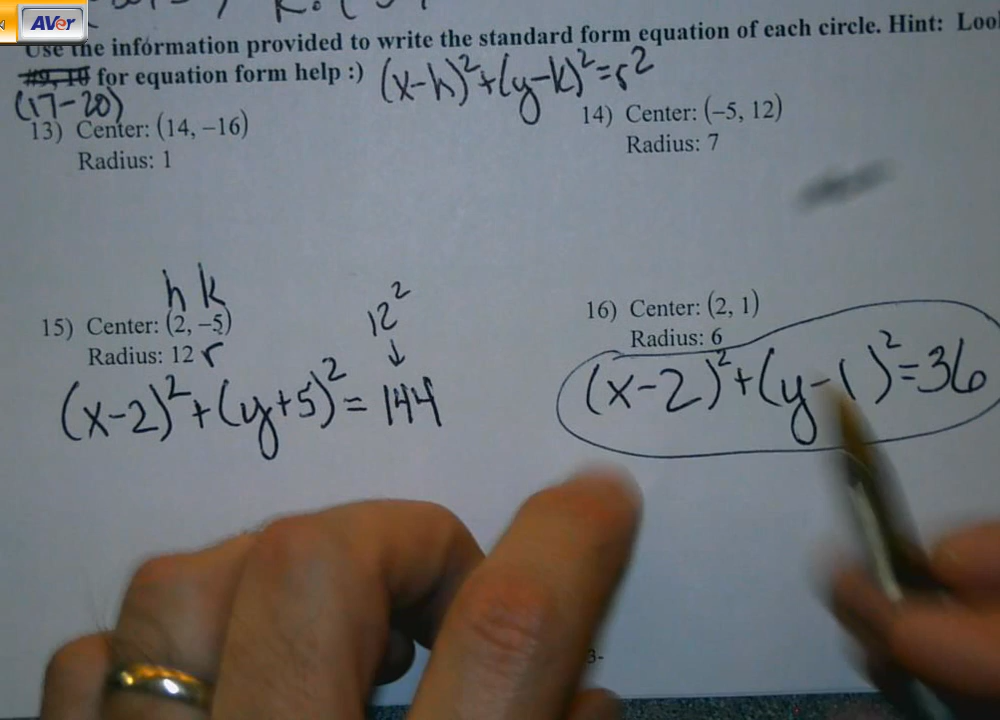 AVer
Use the information provided to write the standard form equation of each circle. Hint: Loo
#9, 10 for equation form help :) (x-h)²+(y-k)²=r²
(17-20)
13) Center: (14, −16)
Radius: 1
14) Center: (−5, 12)
Radius: 7
h k
15) Center: (2, −5)
Radius: 12 r
12²
↓
(x-2)²+(y+5)²=144
16) Center: (2, 1)
Radius: 6
(x-2)²+(y-1)²=36
3-